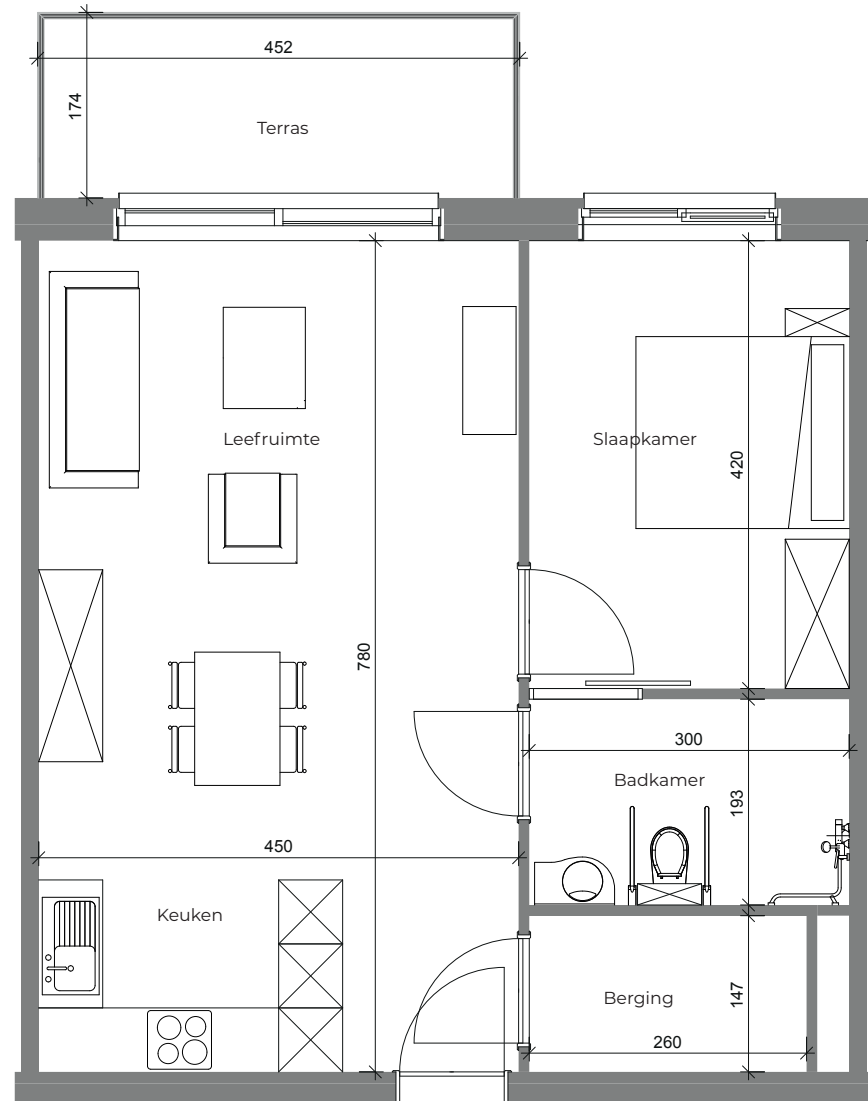 452
174
Terras
Leefruimte
Slaapkamer
420
780
300
Badkamer
193
450
Keuken
Berging
147
260